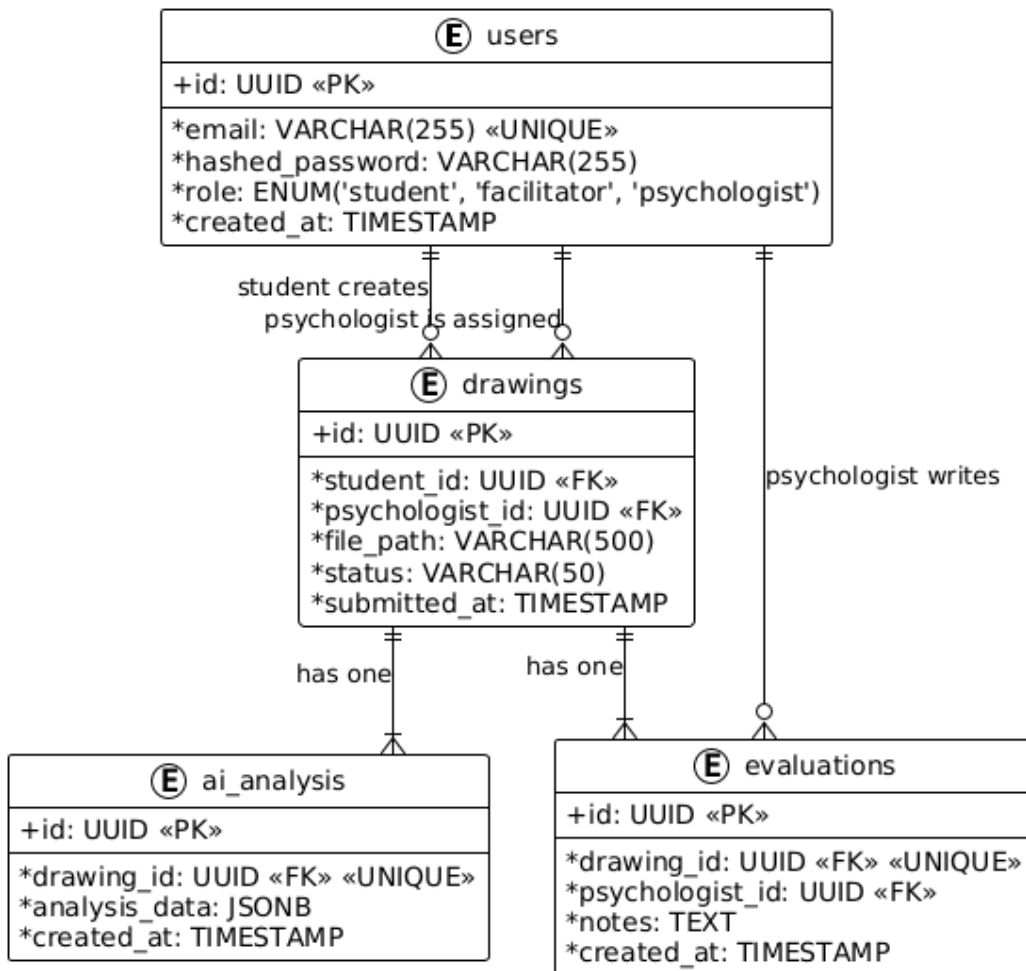 E users
+id: UUID «PK»
*email: VARCHAR(255) «UNIQUE»
*hashed_password: VARCHAR(255)
*role: ENUM('student', 'facilitator', 'psychologist')
*created_at: TIMESTAMP
student creates
psychologist is assigned
E drawings
+id: UUID «PK»
*student_id: UUID «FK»
*psychologist_id: UUID «FK»
*file_path: VARCHAR(500)
*status: VARCHAR(50)
*submitted_at: TIMESTAMP
psychologist writes
has one
has one
E ai_analysis
+id: UUID «PK»
*drawing_id: UUID «FK» «UNIQUE»
*analysis_data: JSONB
*created_at: TIMESTAMP
E evaluations
+id: UUID «PK»
*drawing_id: UUID «FK» «UNIQUE»
*psychologist_id: UUID «FK»
*notes: TEXT
*created_at: TIMESTAMP